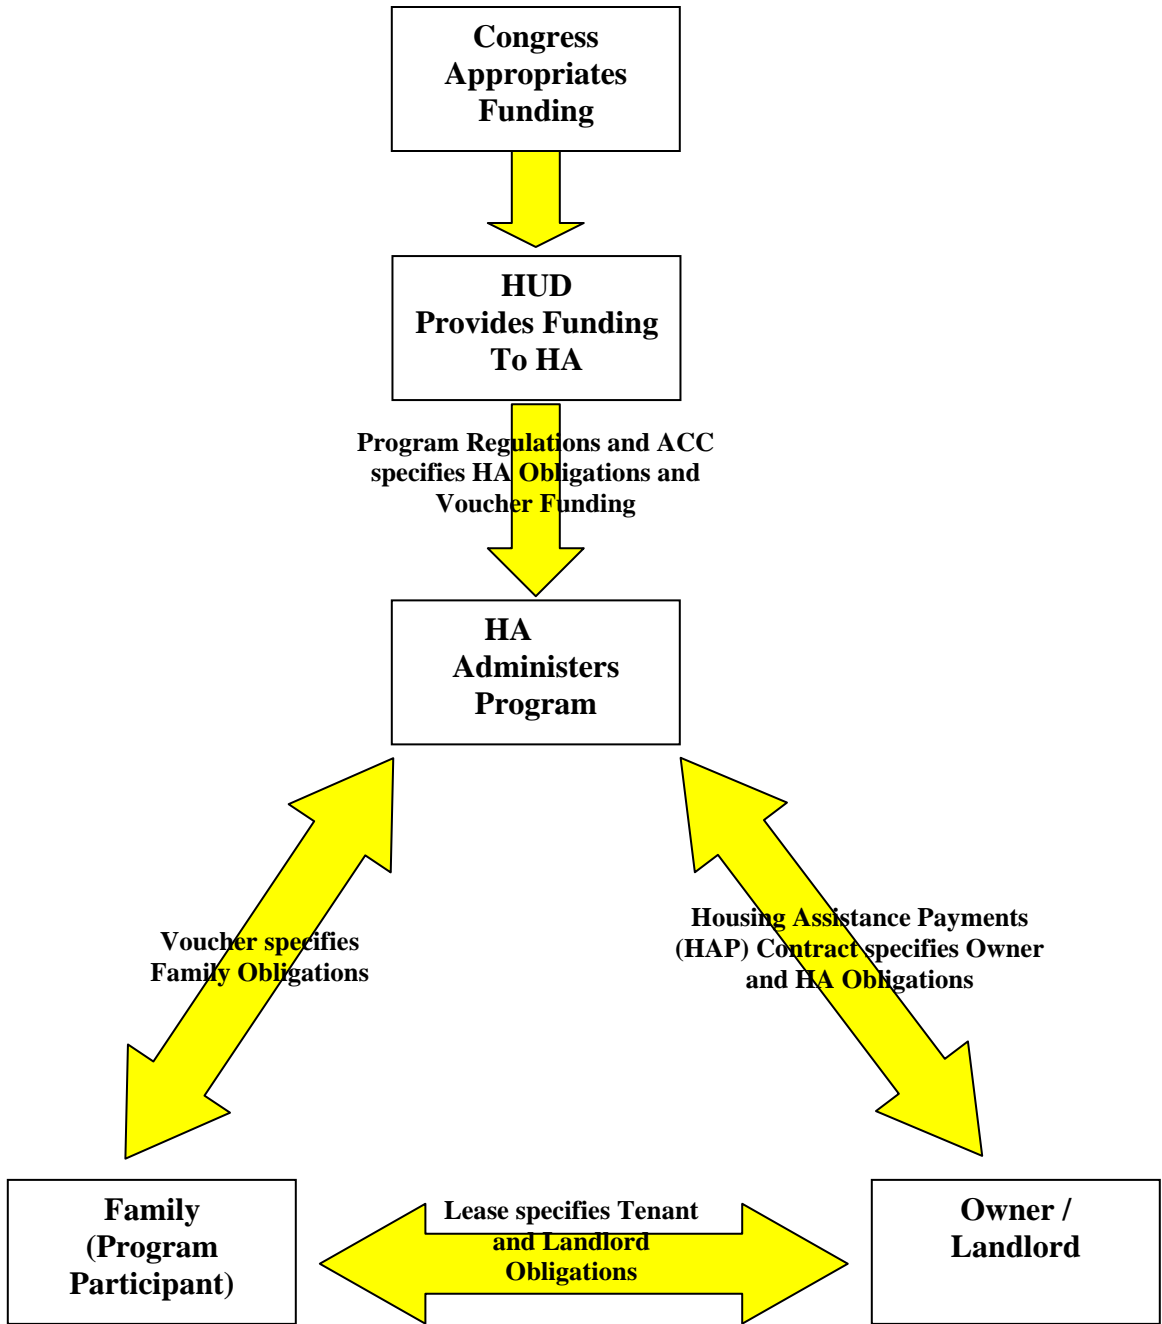 Congress
Appropriates
Funding
HUD
Provides Funding
To HA
Program Regulations and ACC
specifies HA Obligations and
Voucher Funding
HA
Administers
Program
Voucher specifies
Family Obligations
Housing Assistance Payments
(HAP) Contract specifies Owner
and HA Obligations
Family
(Program
Participant)
Lease specifies Tenant
and Landlord
Obligations
Owner /
Landlord